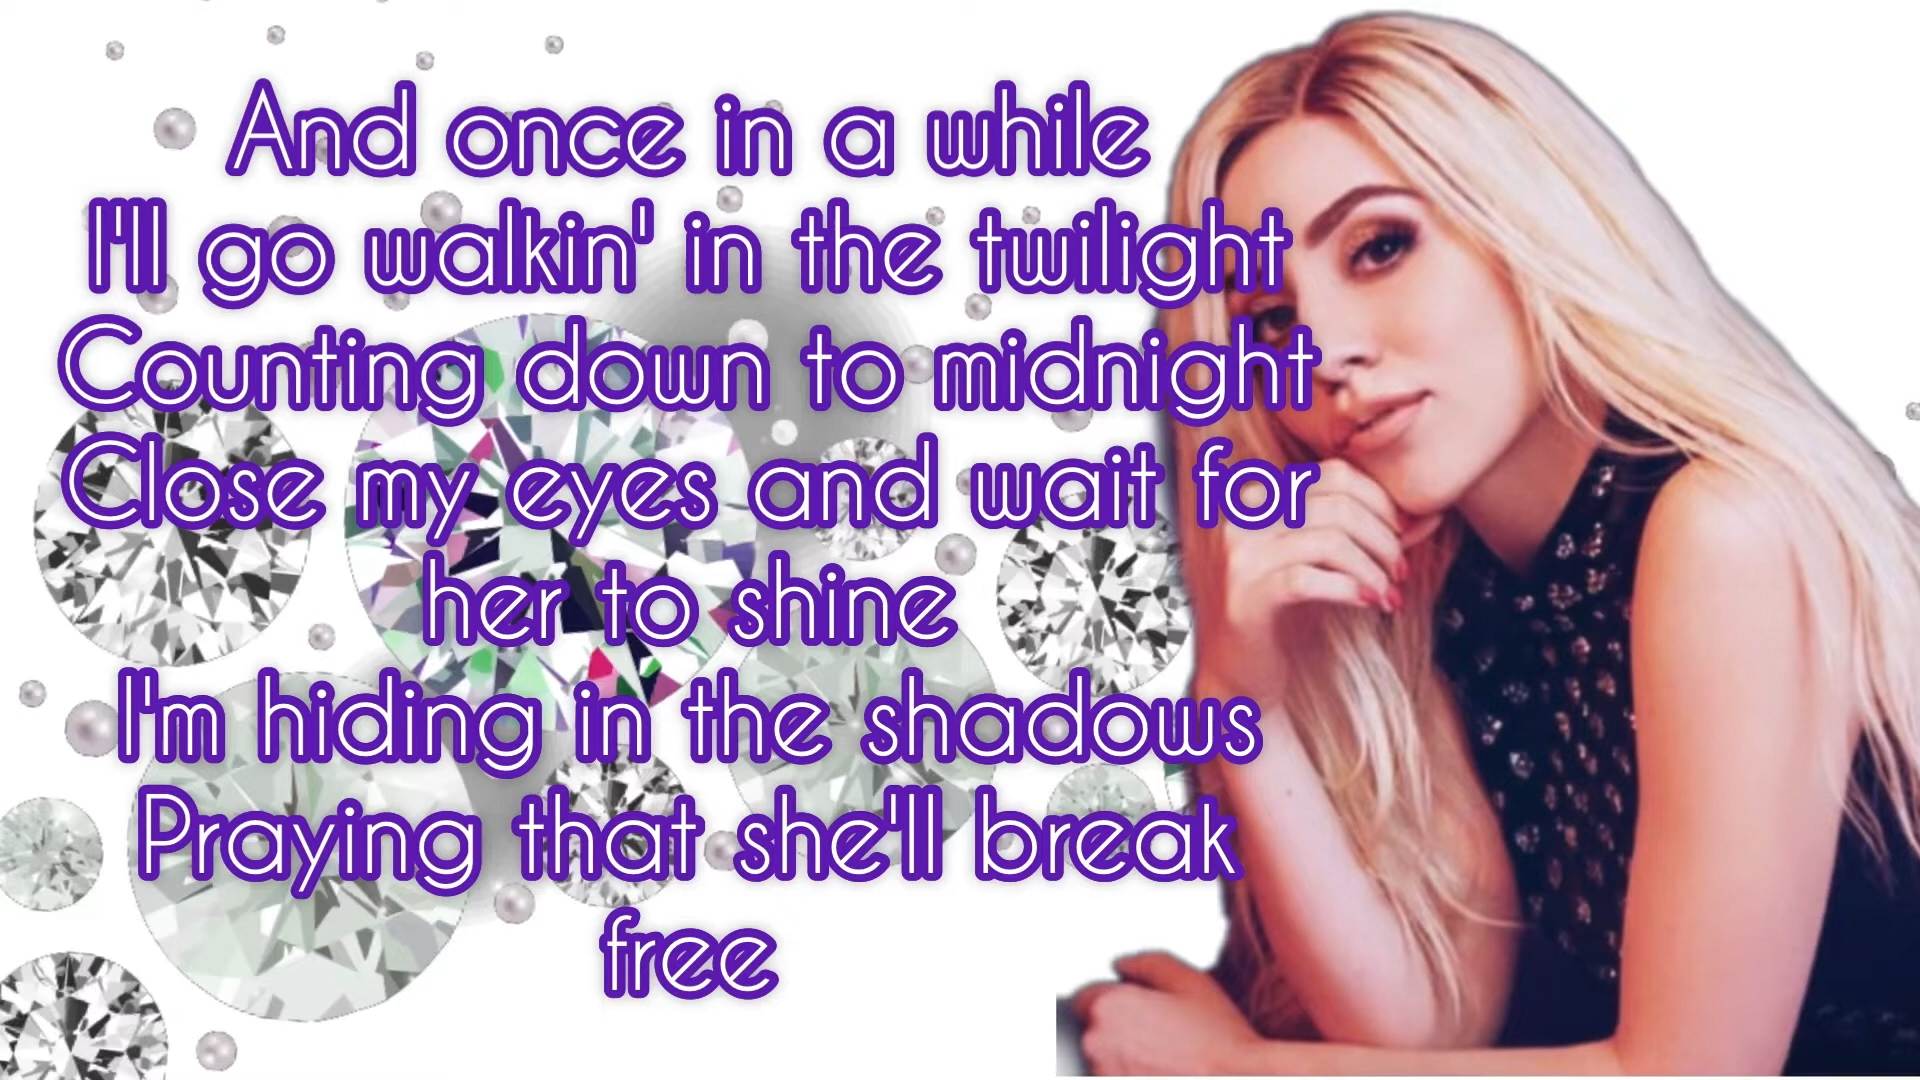 And once in a while
I'll go walkin' in the twilight
Counting down to midnight
Close my eyes and wait for
her to shine
I'm hiding in the shadows
Praying that she'll break
free